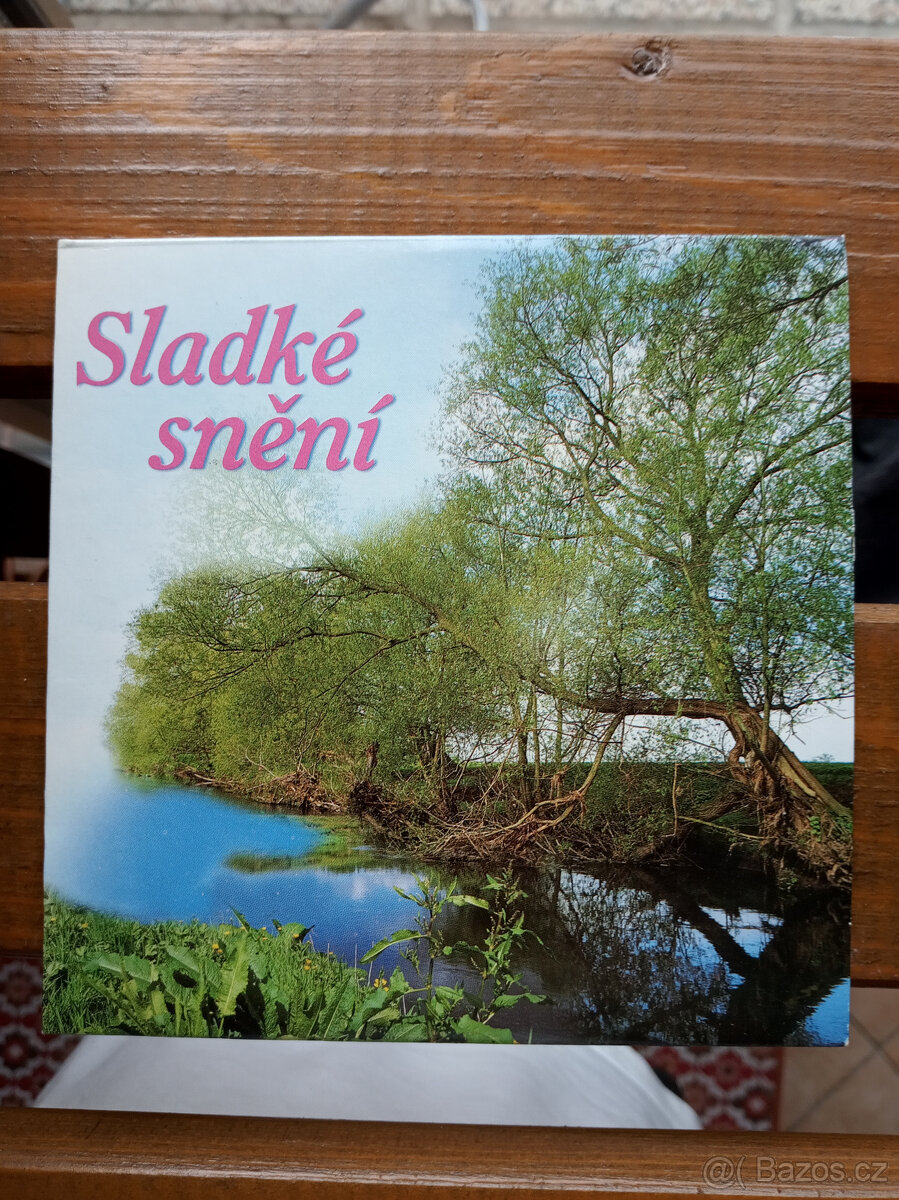 Sladké
snění
@( Bazos.cz